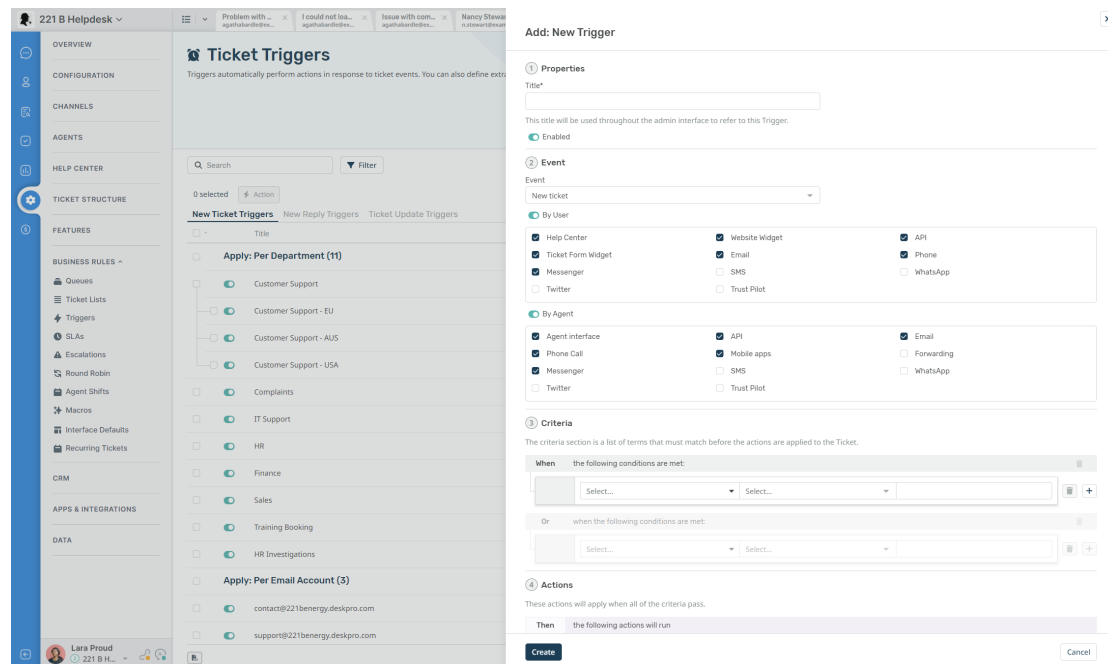 221 B Helpdesk
Problem with ...
agathabardle@ex...
I could not loa...
agathabardle@ex...
Issue with com...
agathabardle@ex...
Nancy Stewar
n.stewart@exam
OVERVIEW
CONFIGURATION
CHANNELS
AGENTS
HELP CENTER
TICKET STRUCTURE
FEATURES
BUSINESS RULES
Queues
Ticket Lists
Triggers
SLAs
Escalations
Round Robin
Agent Shifts
Macros
Interface Defaults
Recurring Tickets
CRM
APPS & INTEGRATIONS
DATA
Lara Proud
221 B H...
Ticket Triggers
Triggers automatically perform actions in response to ticket events. You can also define extr
Search
Filter
0 selected
Action
New Ticket Triggers New Reply Triggers Ticket Update Triggers
Title
Apply: Per Department (11)
Customer Support
Customer Support - EU
Customer Support - AUS
Customer Support - USA
Complaints
IT Support
HR
Finance
Sales
Training Booking
HR Investigations
Apply: Per Email Account (3)
contact@221benergy.deskpro.com
support@221benergy.deskpro.com
Add: New Trigger
1 Properties
Title*
This title will be used throughout the admin interface to refer to this Trigger.
Enabled
2 Event
Event
New ticket
By User
Help Center Website Widget API
Ticket Form Widget Email Phone
Messenger SMS WhatsApp
Twitter Trust Pilot
By Agent
Agent interface API Email
Phone Call Mobile apps Forwarding
Messenger SMS WhatsApp
Twitter Trust Pilot
3 Criteria
The criteria section is a list of terms that must match before the actions are applied to the Ticket.
When the following conditions are met:
Select... Select...
Or when the following conditions are met:
Select... Select...
4 Actions
These actions will apply when all of the criteria pass.
Then the following actions will run
Create
Cancel